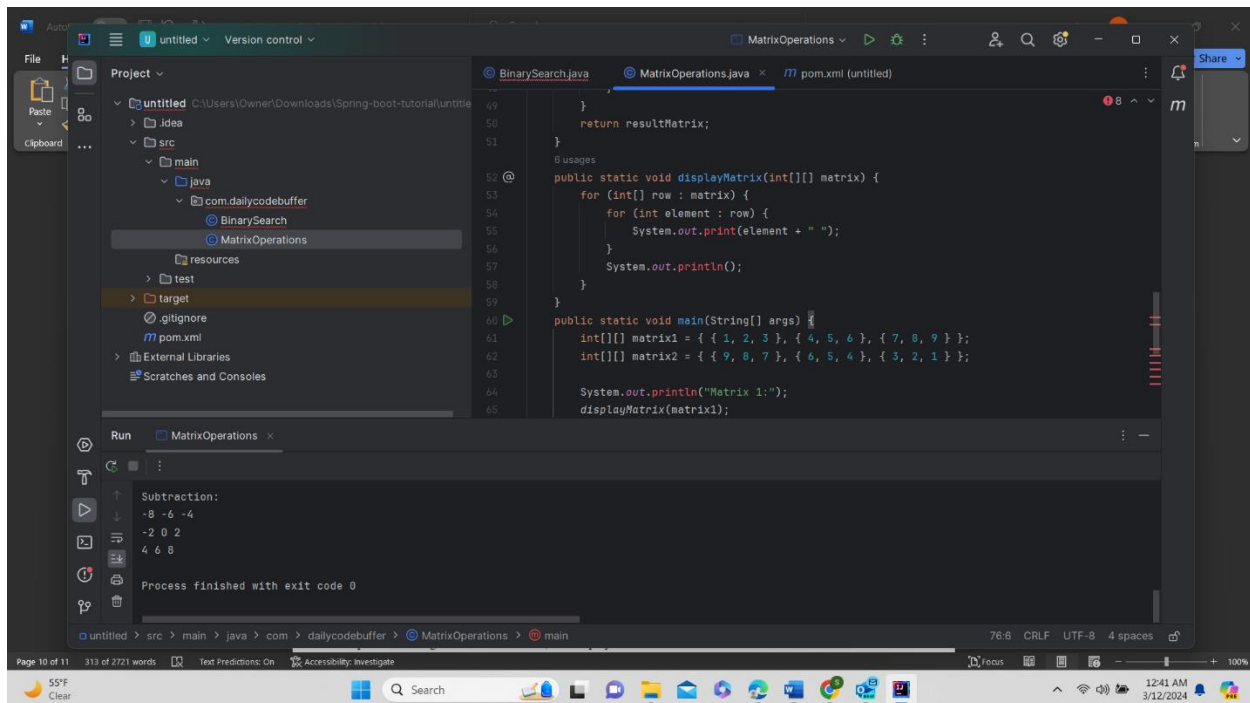 Auto
File
Share
Paste
Clipboard
untitled
Version control
MatrixOperations
Project
untitled C:\Users\Owner\Downloads\Spring-boot-tutorial\untitle
.idea
src
main
java
com.dailycodebuffer
BinarySearch
MatrixOperations
resources
test
target
.gitignore
pom.xml
External Libraries
Scratches and Consoles
BinarySearch.java
MatrixOperations.java
pom.xml (untitled)
8
49 }
50 return resultMatrix;
51 }
6 usages
52 @ public static void displayMatrix(int[][] matrix) {
53 for (int[] row : matrix) {
54 for (int element : row) {
55 System.out.print(element + " ");
56 }
57 System.out.println();
58 }
59 }
60 public static void main(String[] args) {
61 int[][] matrix1 = { { 1, 2, 3 }, { 4, 5, 6 }, { 7, 8, 9 } };
62 int[][] matrix2 = { { 9, 8, 7 }, { 6, 5, 4 }, { 3, 2, 1 } };
63
64 System.out.println("Matrix 1:");
65 displayMatrix(matrix1);
Run MatrixOperations
Subtraction:
-8 -6 -4
-2 0 2
4 6 8
Process finished with exit code 0
untitled > src > main > java > com > dailycodebuffer > MatrixOperations > main
76:6 CRLF UTF-8 4 spaces
Page 10 of 11 313 of 2721 words Text Predictions: On Accessibility: Investigate
Focus
100%
55°F
Clear
Search
12:41 AM
3/12/2024